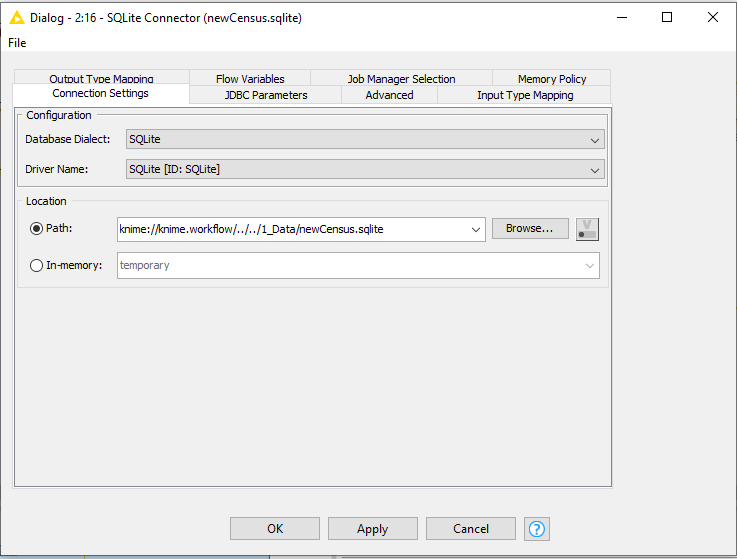 Dialog - 2:16 - SQLite Connector (newCensus.sqlite)
File
Output Type Mapping Flow Variables Job Manager Selection Memory Policy
Connection Settings JDBC Parameters Advanced Input Type Mapping
Configuration
Database Dialect: SQLite
Driver Name: SQLite [ID: SQLite]
Location
Path: knime://knime.workflow/../../1_Data/newCensus.sqlite Browse... V
In-memory: temporary
OK Apply Cancel ?